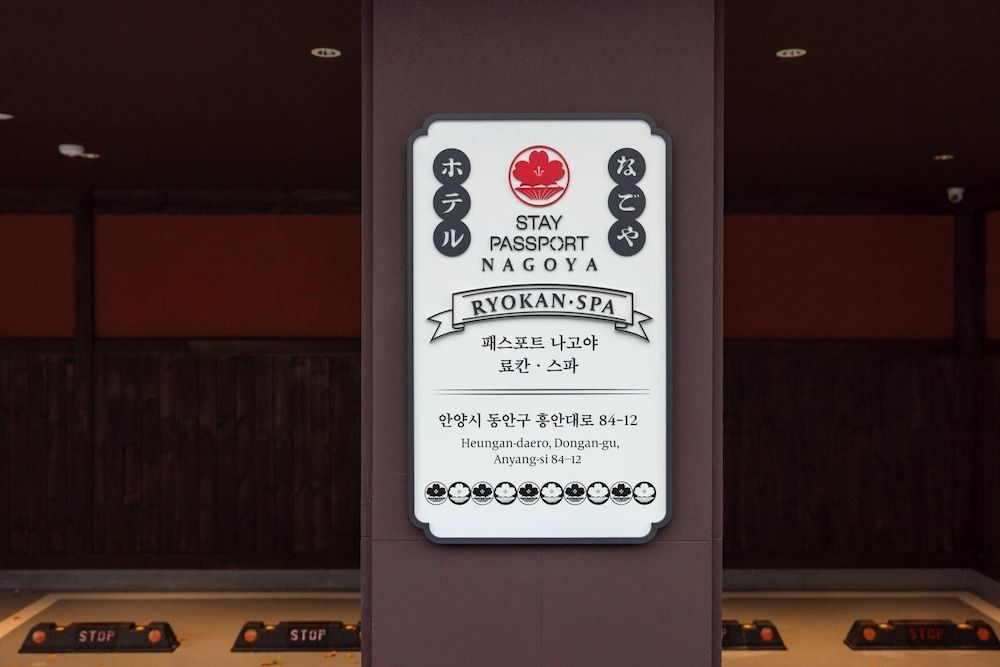 ホテル
なごや
STAY
PASSPORT
NAGOYA
RYOKAN·SPA
패스포트 나고야
료칸 · 스파
안양시 동안구 흥안대로 84-12
Heungan-daero, Dongan-gu,
Anyang-si 84-12
STOP
STOP
STOP